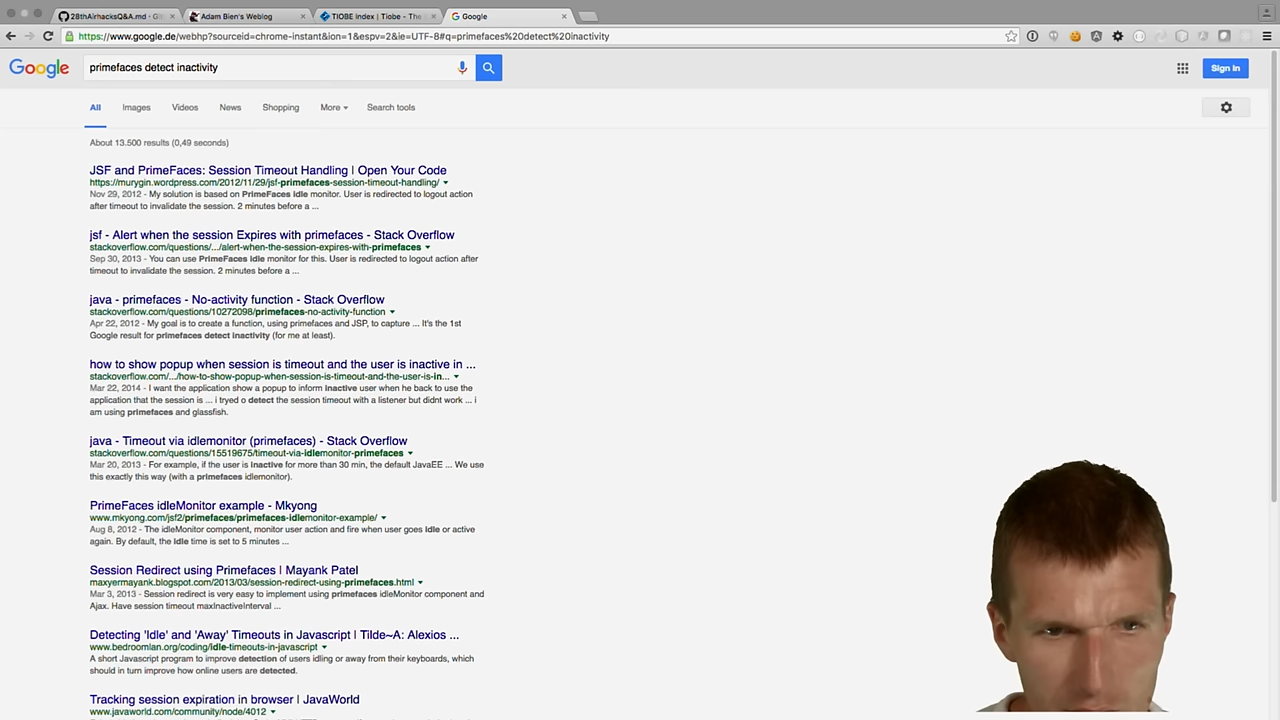 28thAirhacksQ&A.md - Gi
Adam Bien's Weblog
TIOBE Index | Tiobe - The
Google
https://www.google.de/webhp?sourceid=chrome-instant&ion=1&espv=2&ie=UTF-8#q=primefaces%20detect%20inactivity
Google
primefaces detect inactivity
Sign in
All
Images
Videos
News
Shopping
More
Search tools
About 13.500 results (0,49 seconds)
JSF and PrimeFaces: Session Timeout Handling | Open Your Code
https://murygin.wordpress.com/2012/11/29/jsf-primefaces-session-timeout-handling/
Nov 29, 2012 - My solution is based on PrimeFaces idle monitor. User is redirected to logout action
after timeout to invalidate the session. 2 minutes before a ...
jsf - Alert when the session Expires with primefaces - Stack Overflow
stackoverflow.com/questions/.../alert-when-the-session-expires-with-primefaces
Sep 30, 2013 - You can use PrimeFaces idle monitor for this. User is redirected to logout action after
timeout to invalidate the session. 2 minutes before a ...
java - primefaces - No-activity function - Stack Overflow
stackoverflow.com/questions/10272098/primefaces-no-activity-function
Apr 22, 2012 - My goal is to create a function, using primefaces and JSP, to capture ... It's the 1st
Google result for primefaces detect inactivity (for me at least).
how to show popup when session is timeout and the user is inactive in ...
stackoverflow.com/.../how-to-show-popup-when-session-is-timeout-and-the-user-is-in...
Mar 22, 2014 - I want the application show a popup to inform inactive user when he back to use the
application that the session is ... i tryed o detect the session timeout with a listener but didnt work ... i
am using primefaces and glassfish.
java - Timeout via idlemonitor (primefaces) - Stack Overflow
stackoverflow.com/questions/15519675/timeout-via-idlemonitor-primefaces
Mar 20, 2013 - For example, if the user is inactive for more than 30 min, the default JavaEE ... We use
this exactly this way (with a primefaces idlemonitor).
PrimeFaces idleMonitor example - Mkyong
www.mkyong.com/jsf2/primefaces/primefaces-idlemonitor-example/
Aug 8, 2012 - The idleMonitor component, monitor user action and fire when user goes idle or active
again. By default, the idle time is set to 5 minutes ...
Session Redirect using Primefaces | Mayank Patel
maxyermayank.blogspot.com/2013/03/session-redirect-using-primefaces.html
Mar 3, 2013 - Session redirect is very easy to implement using primefaces idleMonitor component and
Ajax. Have session timeout maxInactiveInterval ...
Detecting 'Idle' and 'Away' Timeouts in Javascript | Tilde~A: Alexios ...
www.bedroomlan.org/coding/idle-timeouts-in-javascript
A short Javascript program to improve detection of users idling or away from their keyboards, which
should in turn improve how online users are detected.
Tracking session expiration in browser | JavaWorld
www.javaworld.com/community/node/4012